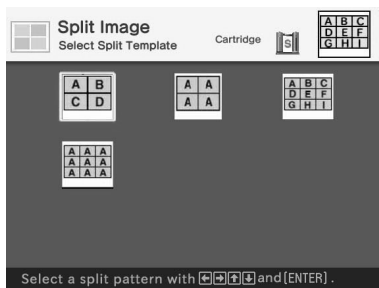 Split Image
Select Split Template
Cartridge
S
A B C
D E F
G H I
A B
C D
A A
A A
A B C
D E F
G H I
A A A
A A A
A A A
Select a split pattern with ←→↑↓ and [ENTER] .